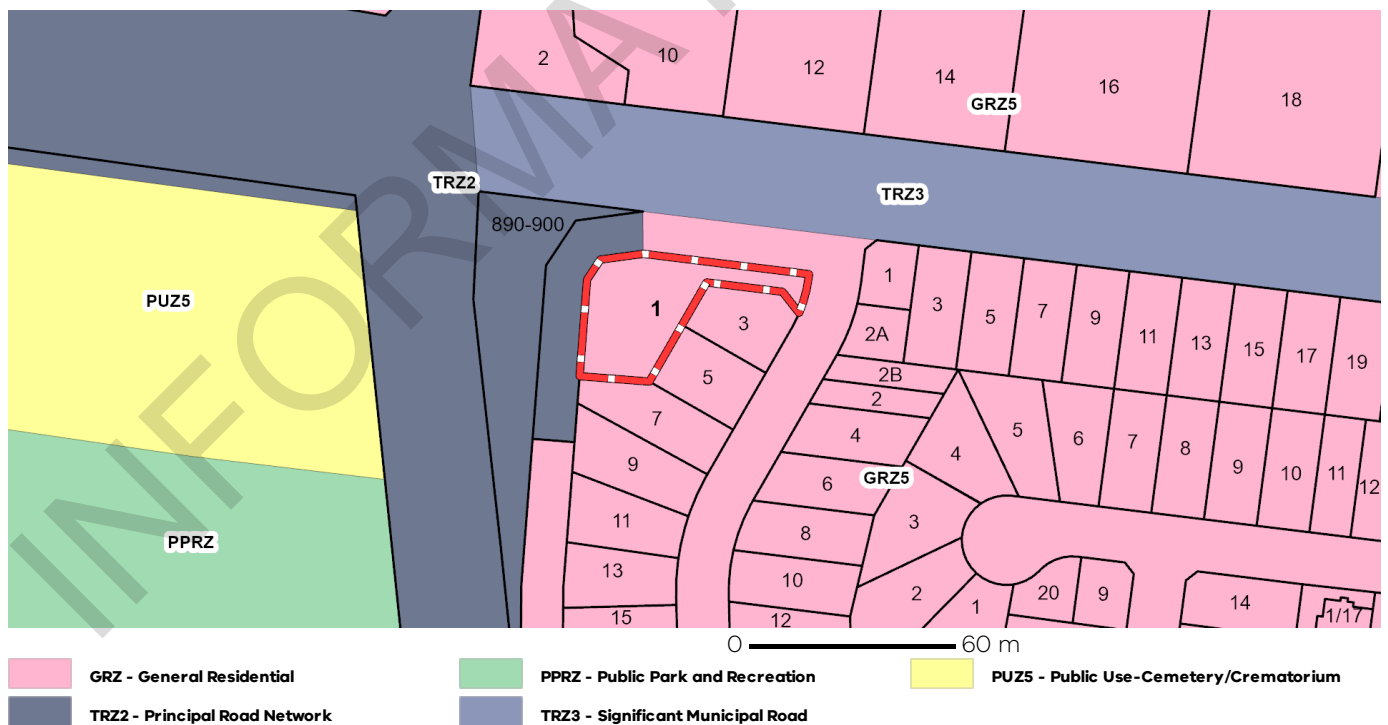 INFORMA
2 10 12 14 16 18
GRZ5
TRZ2
TRZ3
890-900
PUZ5
1 3 1 3 5 7 9 11 13 15 17 19
2A
5 2B
2
7 4 4 5 6 7 8 9 10 11 12
9 6 GRZ5
11 8 3
PPRZ
13 10 2 1 20 9 14 1/17
15 12
0 60 m
GRZ - General Residential PPRZ - Public Park and Recreation PUZ5 - Public Use-Cemetery/Crematorium
TRZ2 - Principal Road Network TRZ3 - Significant Municipal Road